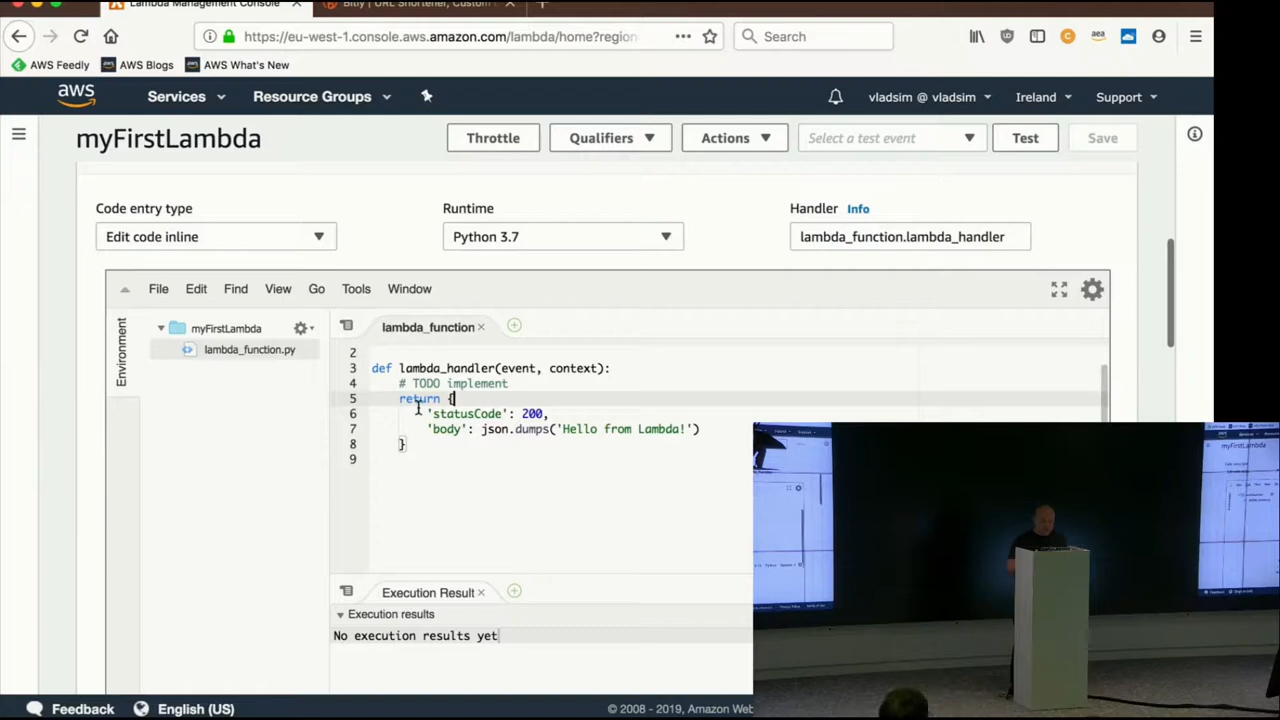 Lambda Management Console
Bitly | URL Shortener, Custom
https://eu-west-1.console.aws.amazon.com/lambda/home?region
Search
AWS Feedly
AWS Blogs
AWS What's New
aws
Services
Resource Groups
vladsim @ vladsim
Ireland
Support
myFirstLambda
Throttle
Qualifiers
Actions
Select a test event
Test
Save
Code entry type
Runtime
Handler Info
Edit code inline
Python 3.7
lambda_function.lambda_handler
File Edit Find View Go Tools Window
Environment
myFirstLambda
lambda_function.py
lambda_function
2
3 def lambda_handler(event, context):
4 # TODO implement
5 return {
6 'statusCode': 200,
7 'body': json.dumps('Hello from Lambda!')
8 }
9
Execution Result
Execution results
No execution results yet
Feedback
English (US)
© 2008 - 2019, Amazon Web
myFirstLambda